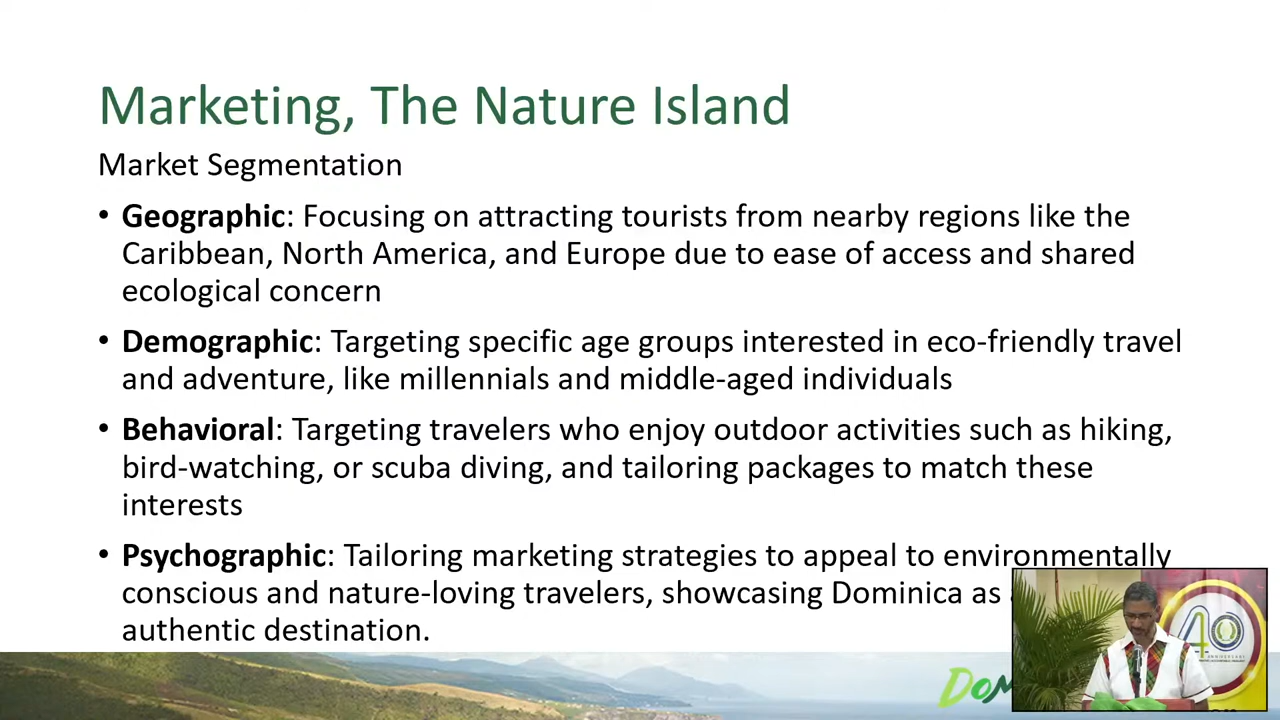 Marketing, The Nature Island
Market Segmentation
• Geographic: Focusing on attracting tourists from nearby regions like the
Caribbean, North America, and Europe due to ease of access and shared
ecological concern
• Demographic: Targeting specific age groups interested in eco-friendly travel
and adventure, like millennials and middle-aged individuals
• Behavioral: Targeting travelers who enjoy outdoor activities such as hiking,
bird-watching, or scuba diving, and tailoring packages to match these
interests
• Psychographic: Tailoring marketing strategies to appeal to environmentally
conscious and nature-loving travelers, showcasing Dominica as
authentic destination.
40
ANNIVERSARY